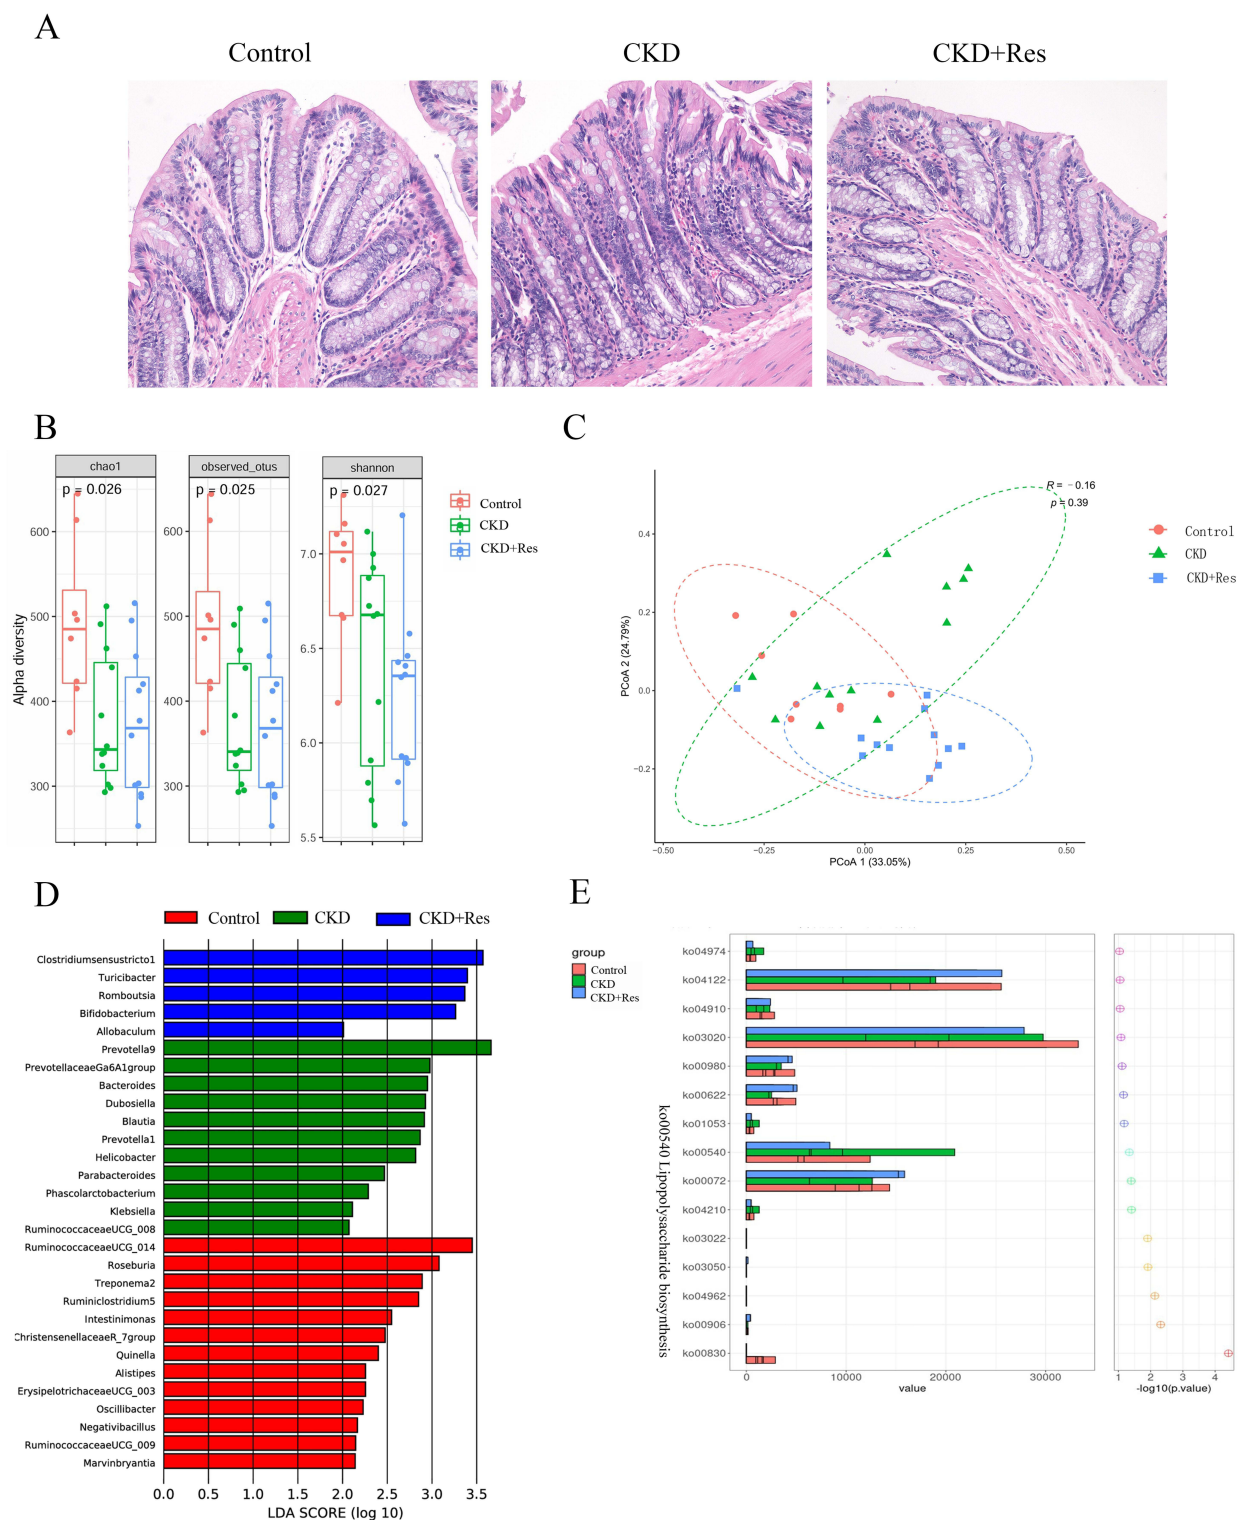 A
Control
CKD
CKD+Res
B
chao1
observed_otus
shannon
p = 0.026
p = 0.025
p = 0.027
Alpha diversity
600
500
400
300
600
500
400
300
7.0
6.5
6.0
5.5
Control
CKD
CKD+Res
C
R = −0.16
p = 0.39
PCoA 2 (24.79%)
0.4
0.2
0.0
−0.2
−0.50
−0.25
0.00
0.25
0.50
PCoA 1 (33.05%)
Control
CKD
CKD+Res
D
Control
CKD
CKD+Res
Clostridiumsensustricto1
Turicibacter
Romboutsia
Bifidobacterium
Allobaculum
Prevotella9
PrevotellaceaeGa6A1group
Bacteroides
Dubosiella
Blautia
Prevotella1
Helicobacter
Parabacteroides
Phascolarctobacterium
Klebsiella
RuminococcaceaeUCG_008
RuminococcaceaeUCG_014
Roseburia
Treponema2
Ruminiclostridium5
Intestinimonas
ChristensenellaceaeR_7group
Quinella
Alistipes
ErysipelotrichaceaeUCG_003
Oscillibacter
Negativibacillus
RuminococcaceaeUCG_009
Marvinbryantia
0.0
0.5
1.0
1.5
2.0
2.5
3.0
3.5
LDA SCORE (log 10)
E
group
Control
CKD
CKD+Res
ko00540 Lipopolysaccharide biosynthesis
ko04974
ko04122
ko04910
ko03020
ko00980
ko00622
ko01053
ko00540
ko00072
ko04210
ko03022
ko03050
ko04962
ko00906
ko00830
0
10000
20000
30000
value
1
2
3
4
-log10(p.value)